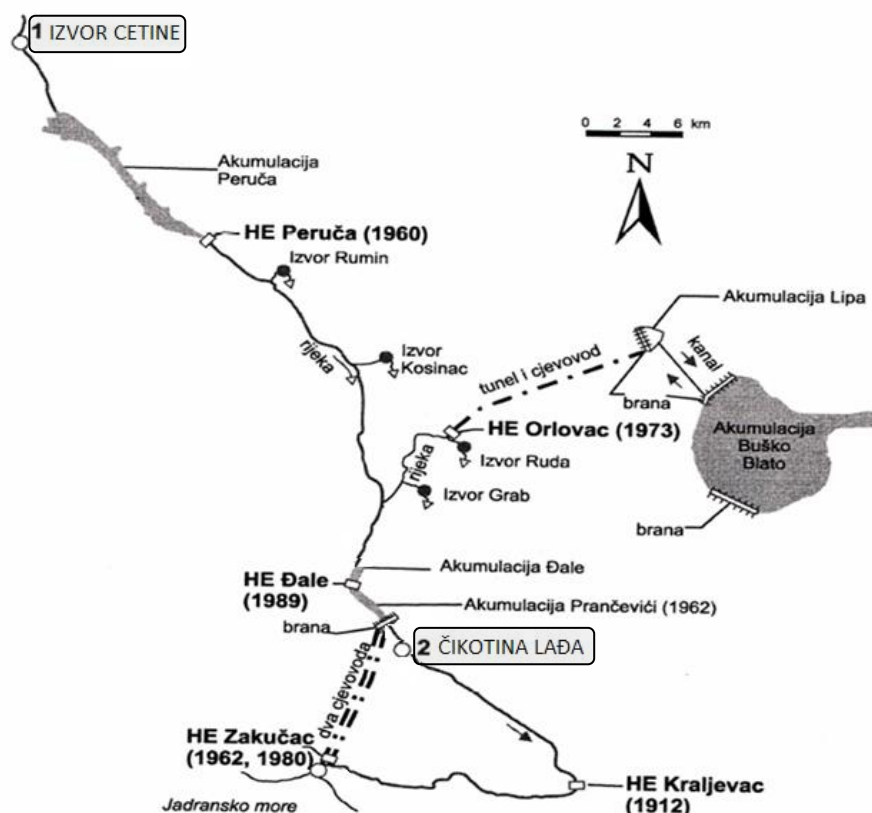 1 IZVOR CETINE
Akumulacija
Peruča
0 2 4 6 km
N
HE Peruča (1960)
Izvor Rumin
Akumulacija Lipa
rijeka
Izvor
Kosinac
tunel i cjevovod
kanal
brana
HE Orlovac (1973)
Akumulacija
Buško
Blato
rijeka
Izvor Ruda
Izvor Grab
brana
Akumulacija Đale
HE Đale
(1989)
Akumulacija Prančevići (1962)
brana
2 ČIKOTINA LAĐA
dva cjevovoda
HE Zakučac
(1962, 1980)
HE Kraljevac
(1912)
Jadransko more